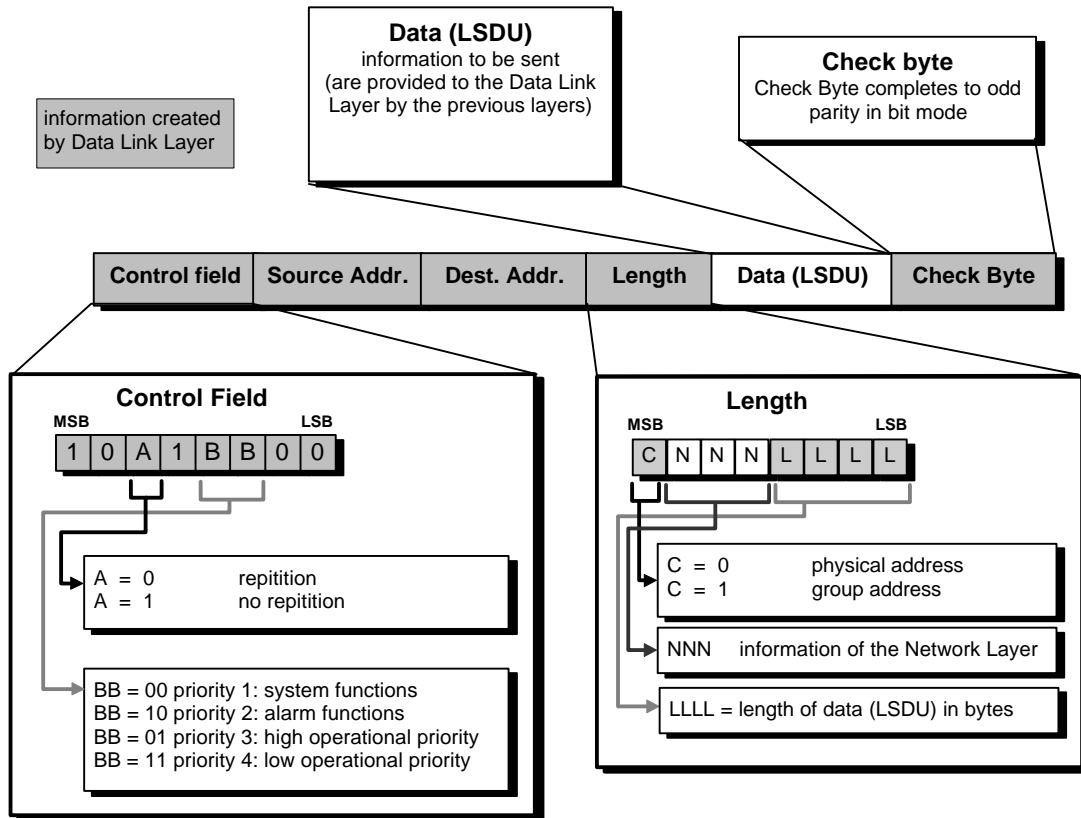 Data (LSDU)
information to be sent
(are provided to the Data Link
Layer by the previous layers)
Check byte
Check Byte completes to odd
parity in bit mode
information created
by Data Link Layer
Control field Source Addr. Dest. Addr. Length Data (LSDU) Check Byte
Control Field
MSB LSB
1 0 A 1 B B 0 0
A = 0 repitition
A = 1 no repitition
BB = 00 priority 1: system functions
BB = 10 priority 2: alarm functions
BB = 01 priority 3: high operational priority
BB = 11 priority 4: low operational priority
Length
MSB LSB
C N N N L L L L
C = 0 physical address
C = 1 group address
NNN information of the Network Layer
LLLL = length of data (LSDU) in bytes